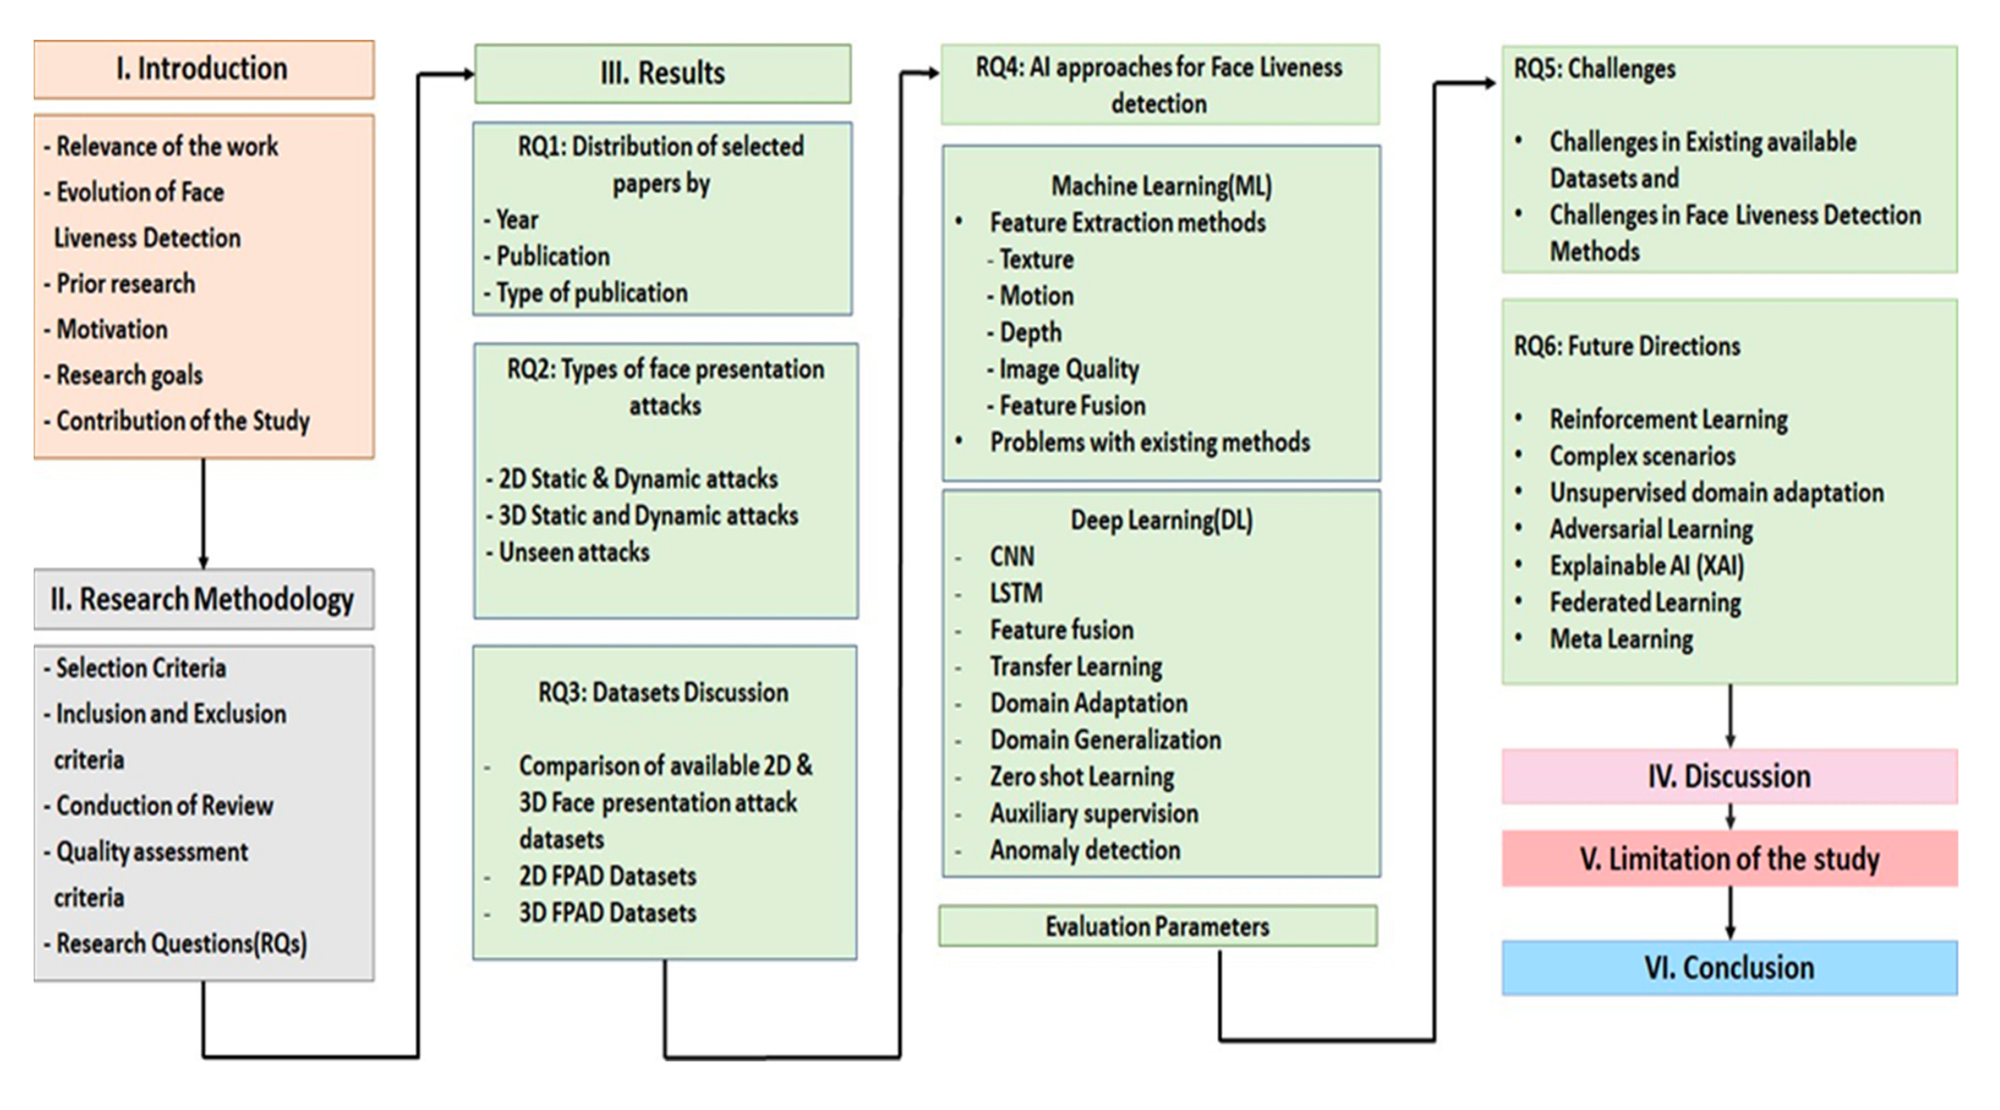 I. Introduction
- Relevance of the work
- Evolution of Face
Liveness Detection
- Prior research
- Motivation
- Research goals
- Contribution of the Study
II. Research Methodology
- Selection Criteria
- Inclusion and Exclusion
criteria
- Conduction of Review
- Quality assessment
criteria
- Research Questions(RQs)
III. Results
RQ1: Distribution of selected
papers by
- Year
- Publication
- Type of publication
RQ2: Types of face presentation
attacks
- 2D Static & Dynamic attacks
- 3D Static and Dynamic attacks
- Unseen attacks
RQ3: Datasets Discussion
- Comparison of available 2D &
3D Face presentation attack
datasets
- 2D FPAD Datasets
- 3D FPAD Datasets
RQ4: AI approaches for Face Liveness
detection
Machine Learning(ML)
• Feature Extraction methods
- Texture
- Motion
- Depth
- Image Quality
- Feature Fusion
• Problems with existing methods
Deep Learning(DL)
- CNN
- LSTM
- Feature fusion
- Transfer Learning
- Domain Adaptation
- Domain Generalization
- Zero shot Learning
- Auxiliary supervision
- Anomaly detection
Evaluation Parameters
RQ5: Challenges
• Challenges in Existing available
Datasets and
• Challenges in Face Liveness Detection
Methods
RQ6: Future Directions
• Reinforcement Learning
• Complex scenarios
• Unsupervised domain adaptation
• Adversarial Learning
• Explainable AI (XAI)
• Federated Learning
• Meta Learning
IV. Discussion
V. Limitation of the study
VI. Conclusion